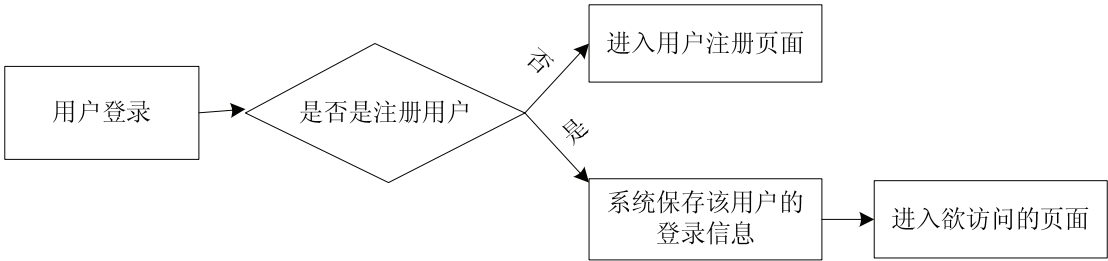 用户登录
是否是注册用户
否
进入用户注册页面
是
系统保存该用户的
登录信息
进入欲访问的页面